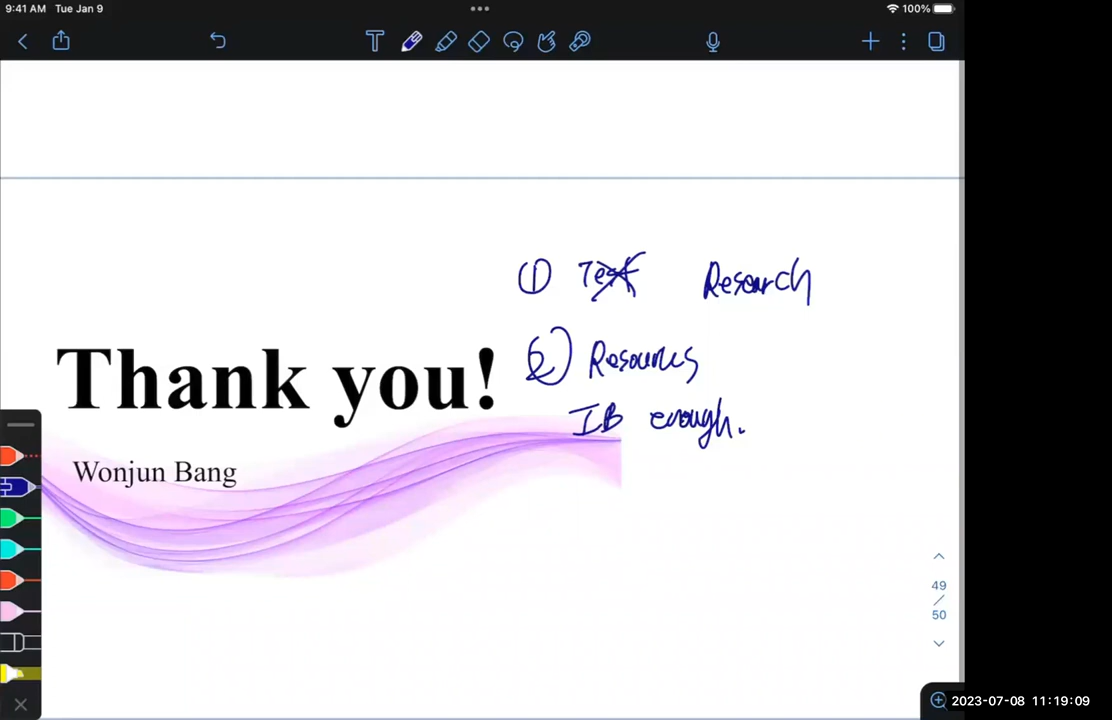 9:41 AM Tue Jan 9
100%
T
① Test Research
Thank you!
② Resources
IB enough.
Wonjun Bang
49
/
50
2023-07-08 11:19:09